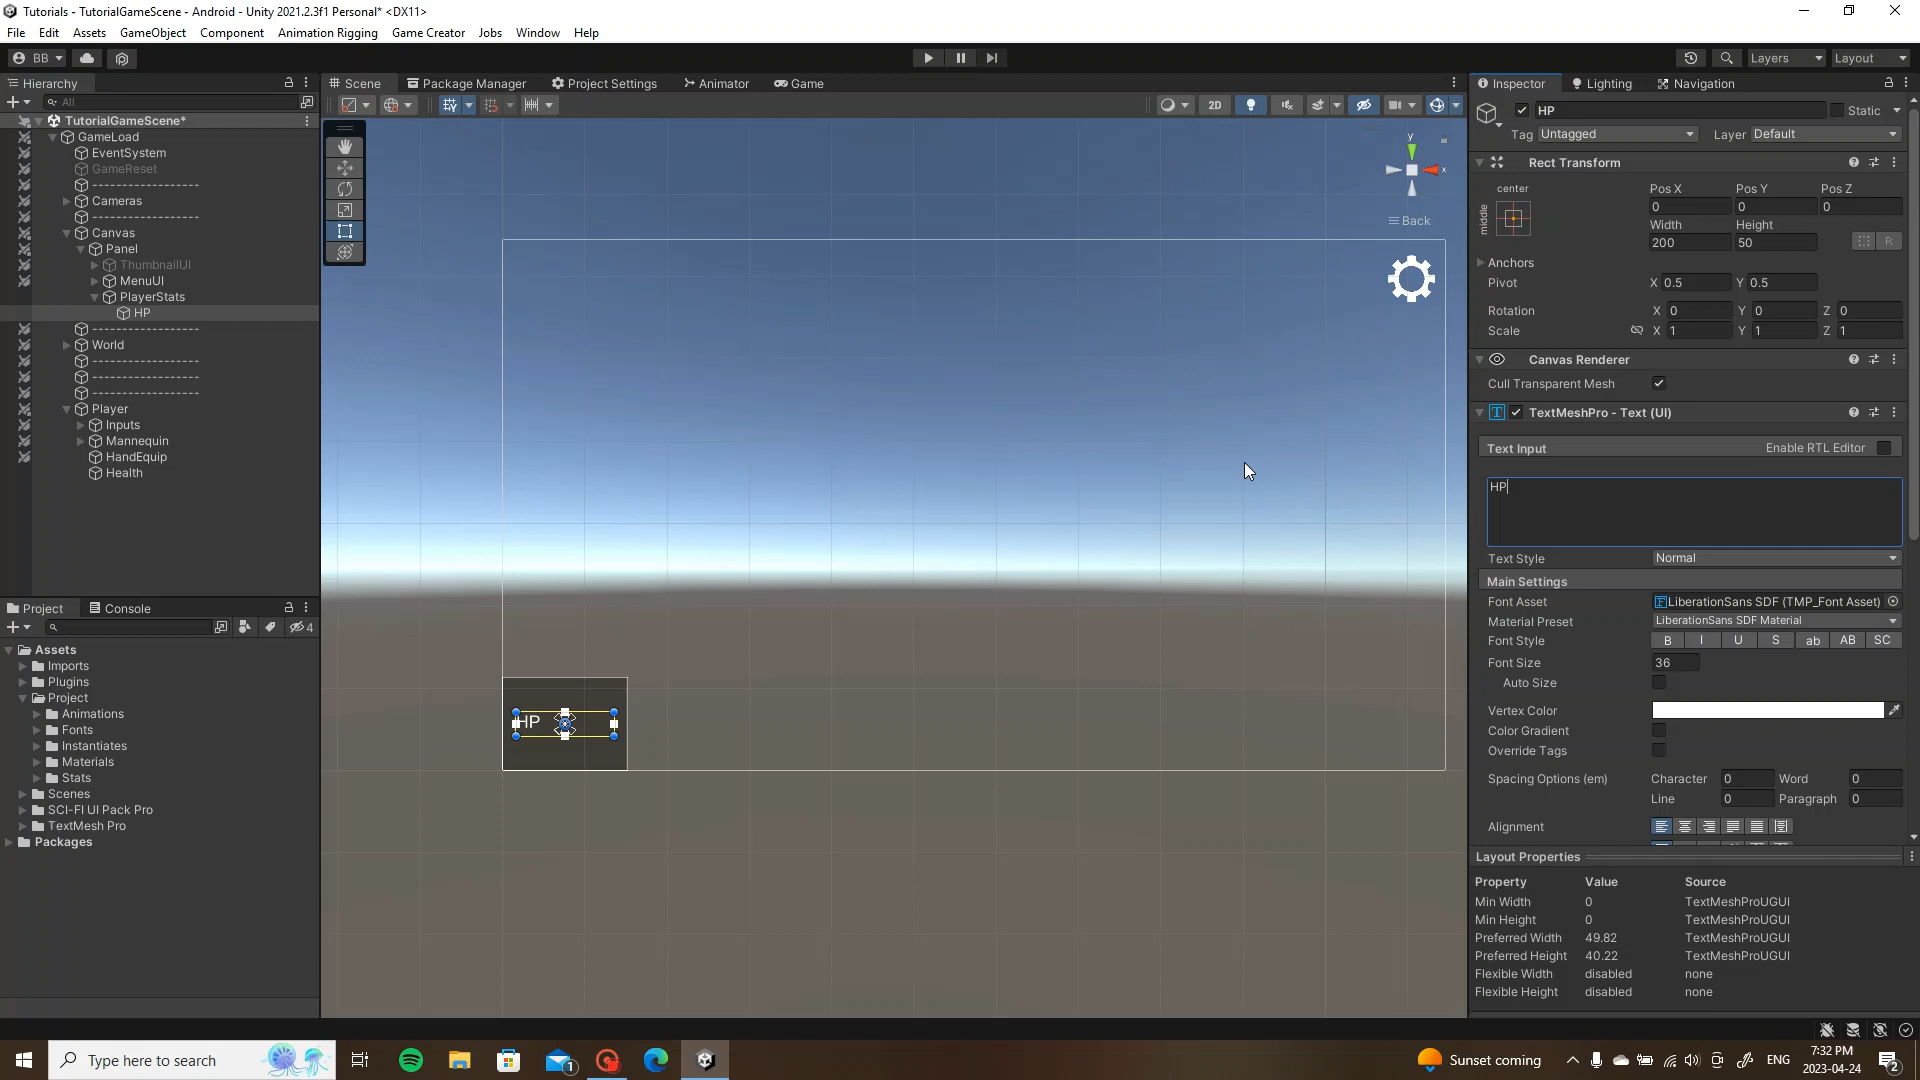 Tutorials - TutorialGameScene - Android - Unity 2021.2.3f1 Personal* <DX11>
File Edit Assets GameObject Component Animation Rigging Game Creator Jobs Window Help
BB Layers Layout
Hierarchy
All
TutorialGameScene*
GameLoad
EventSystem
GameReset
--------------------
Cameras
--------------------
Canvas
Panel
ThumbnailUI
MenuUI
PlayerStats
HP
--------------------
World
--------------------
--------------------
--------------------
Player
Inputs
Mannequin
HandEquip
Health
Project Console
4
Assets
Imports
Plugins
Project
Animations
Fonts
Instantiates
Materials
Stats
Scenes
SCI-FI UI Pack Pro
TextMesh Pro
Packages
Scene Package Manager Project Settings Animator Game
2D
y
x
Back
HP
Inspector Lighting Navigation
HP Static
Tag Untagged Layer Default
Rect Transform
center
middle
Pos X Pos Y Pos Z
0 0 0
Width Height
200 50 R
Anchors
Pivot X 0.5 Y 0.5
Rotation X 0 Y 0 Z 0
Scale X 1 Y 1 Z 1
Canvas Renderer
Cull Transparent Mesh
T TextMeshPro - Text (UI)
Text Input Enable RTL Editor
HP
Text Style Normal
Main Settings
Font Asset F LiberationSans SDF (TMP_Font Asset)
Material Preset LiberationSans SDF Material
Font Style B I U S ab AB SC
Font Size 36
Auto Size
Vertex Color
Color Gradient
Override Tags
Spacing Options (em) Character 0 Word 0
Line 0 Paragraph 0
Alignment
Layout Properties
Property Value Source
Min Width 0 TextMeshProUGUI
Min Height 0 TextMeshProUGUI
Preferred Width 49.82 TextMeshProUGUI
Preferred Height 40.22 TextMeshProUGUI
Flexible Width disabled none
Flexible Height disabled none
Type here to search
1
Sunset coming
ENG
7:32 PM
2023-04-24
2